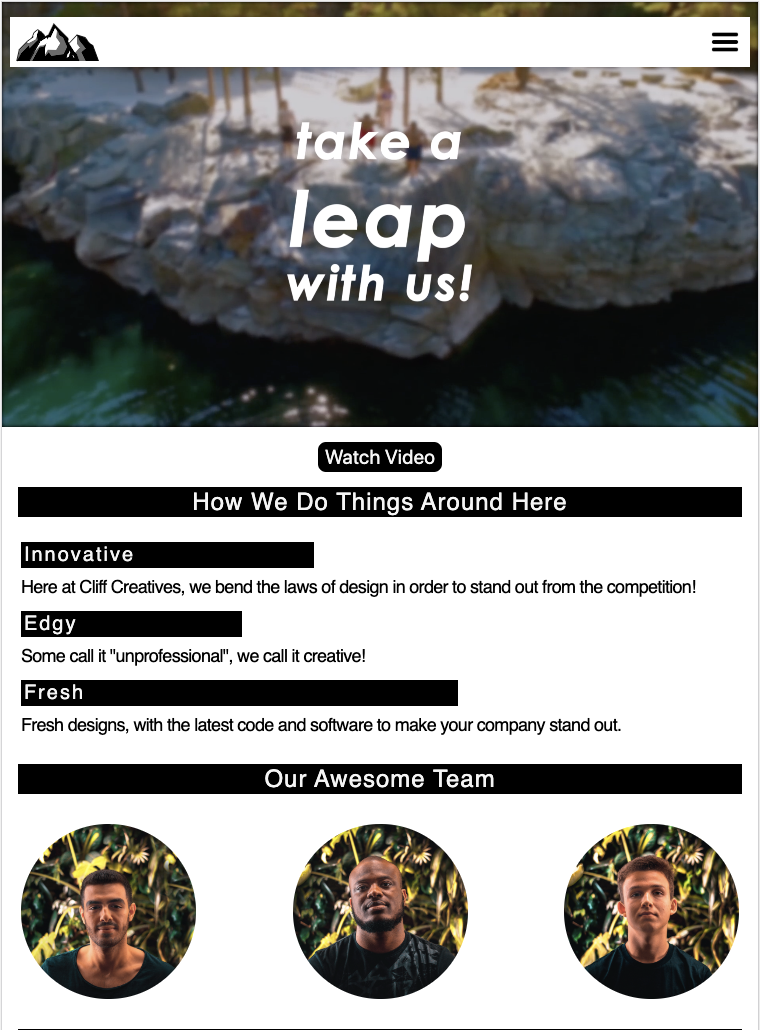 take a
leap
with us!
Watch Video
How We Do Things Around Here
Innovative
Here at Cliff Creatives, we bend the laws of design in order to stand out from the competition!
Edgy
Some call it "unprofessional", we call it creative!
Fresh
Fresh designs, with the latest code and software to make your company stand out.
Our Awesome Team